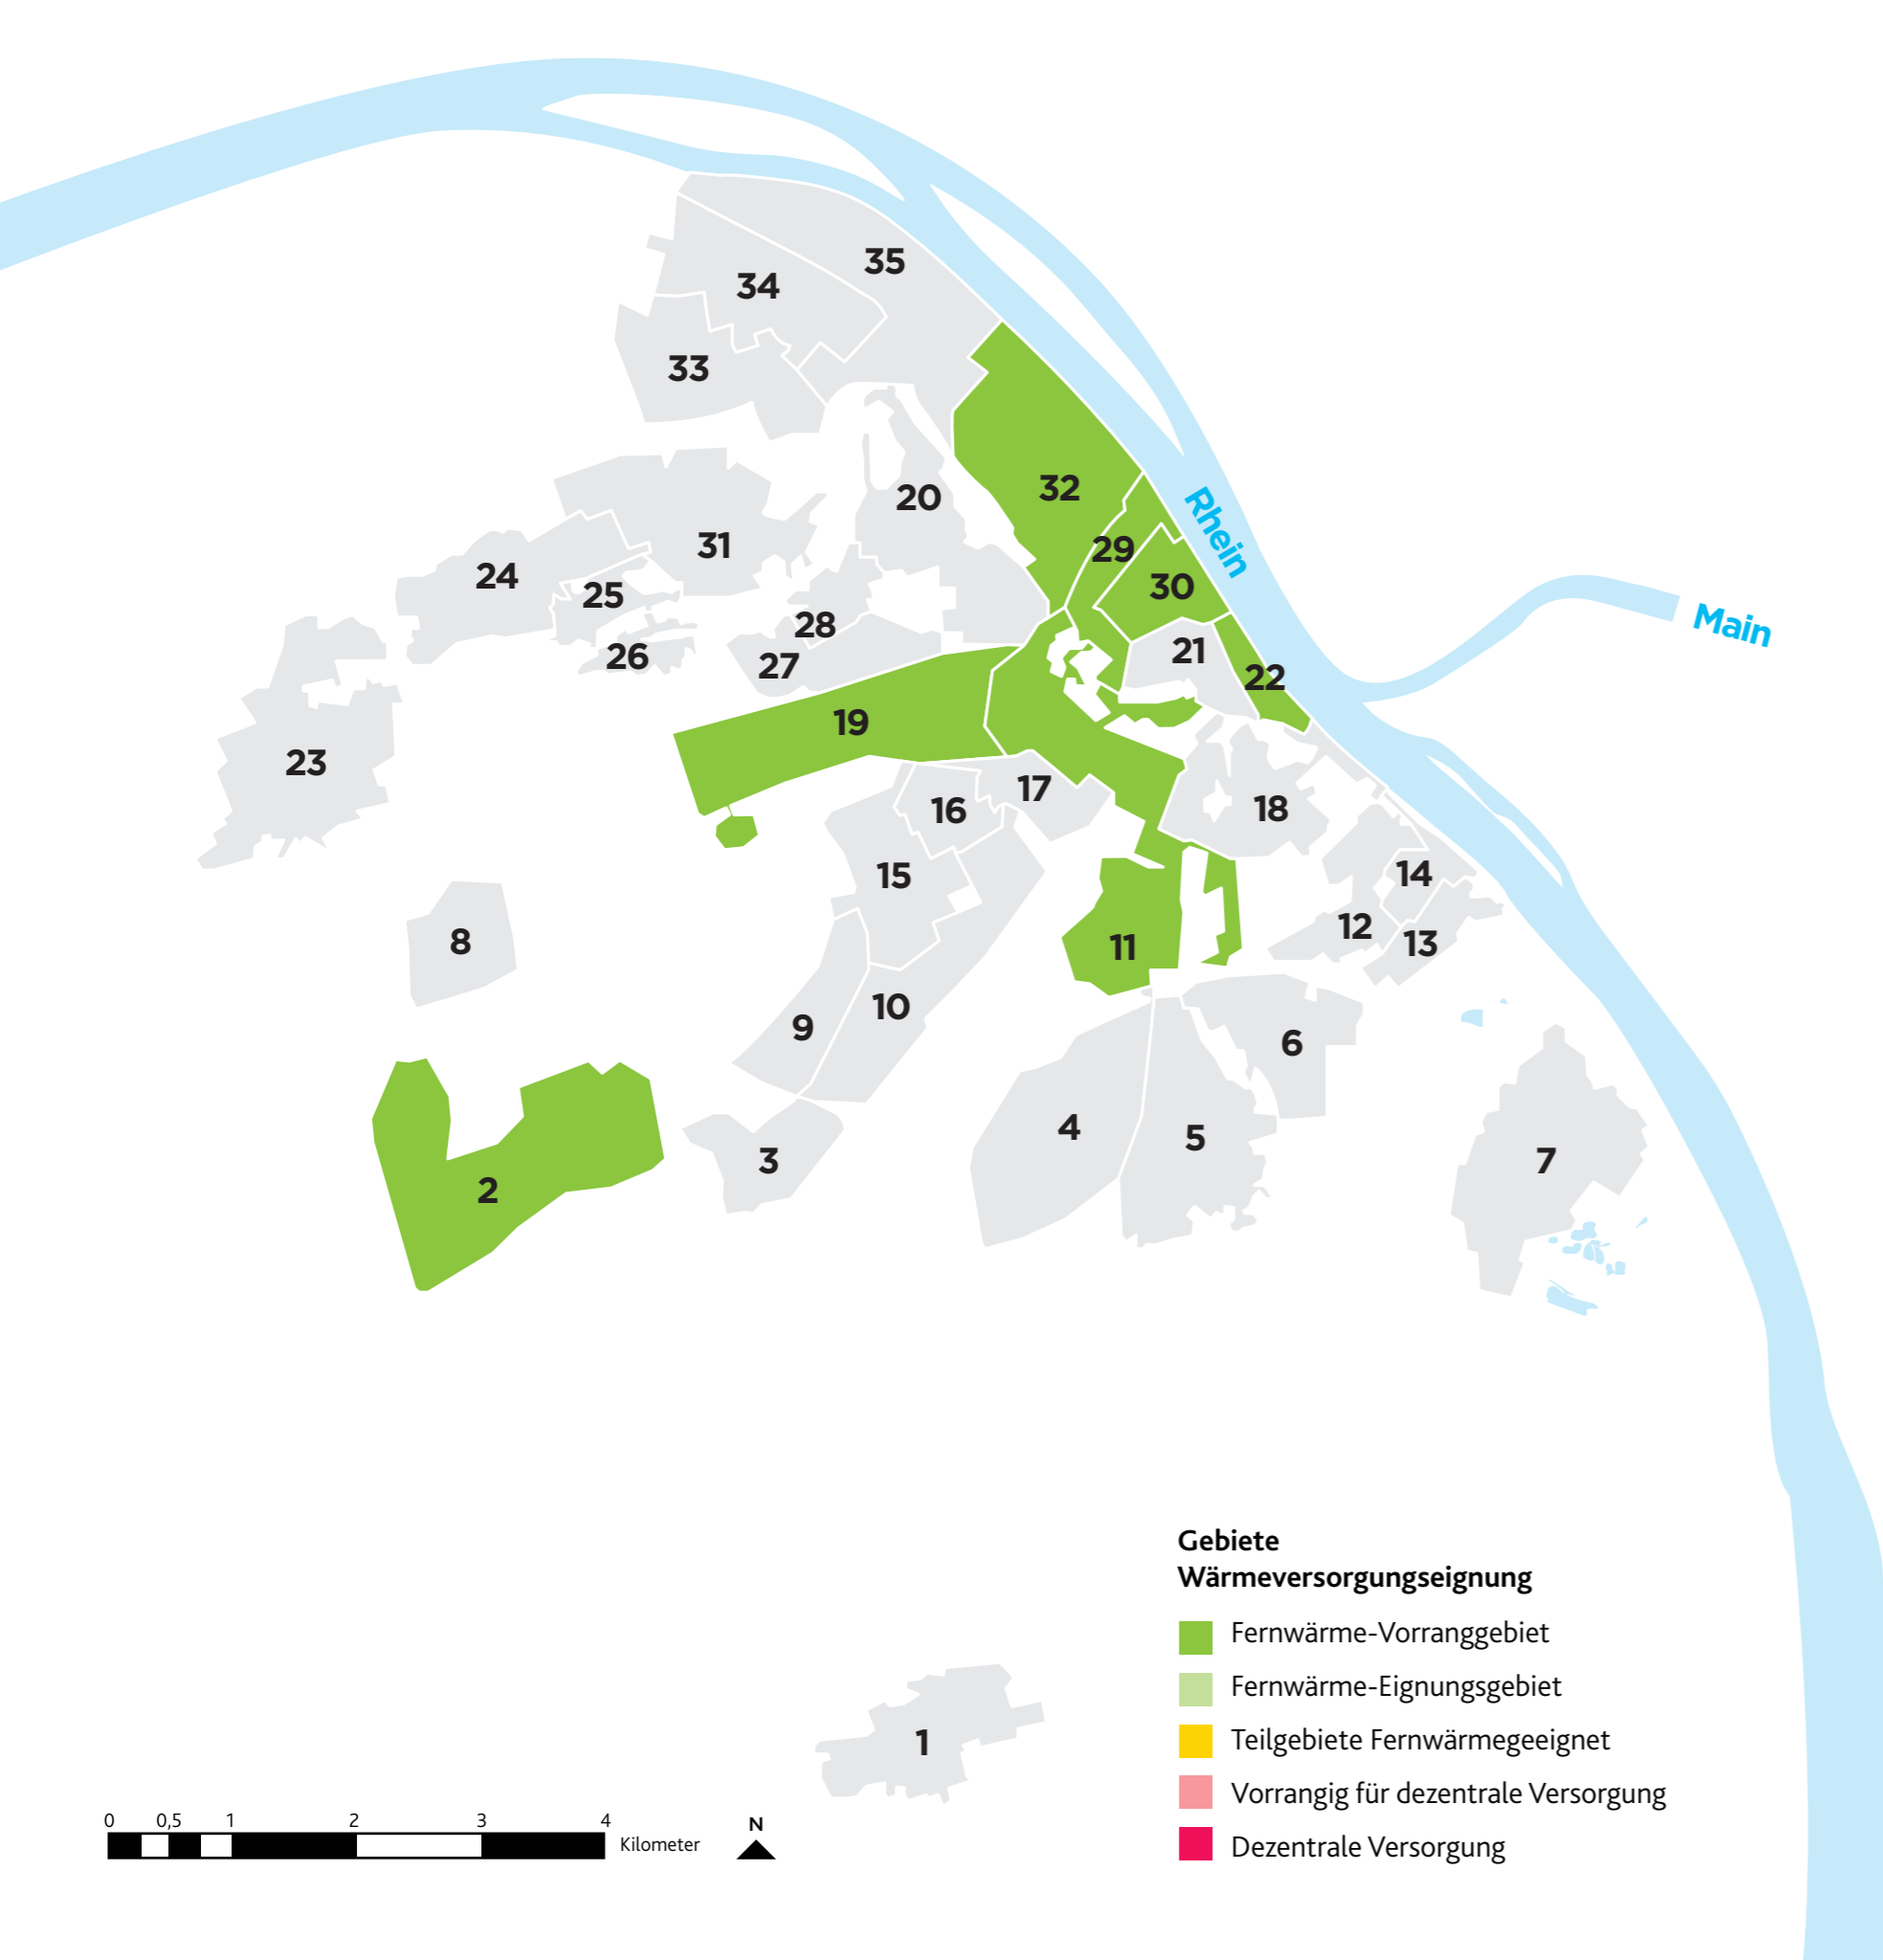 35
34
33
32
20
31
29
24
30
25
28
21
26
27
22
19
23
17
16
18
15
14
12
13
8
11
10
9
6
4
5
3
7
2
1
Rhein
Main
Gebiete
Wärmeversorgungseignung
Fernwärme-Vorranggebiet
Fernwärme-Eignungsgebiet
Teilgebiete Fernwärmegeeignet
Vorrangig für dezentrale Versorgung
Dezentrale Versorgung
0 0,5 1 2 3 4
Kilometer
N